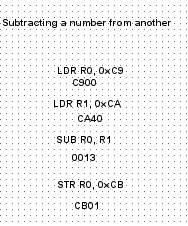 Subtracting a number from another
LDR R0, 0xC9
C900
LDR R1, 0xCA
CA40
SUB R0, R1
0013
STR R0, 0xCB
CB01